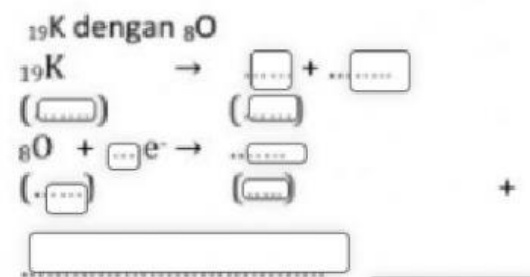 ₁₉K dengan ₈O
₁₉K → ...... + .........
(......) (......)
₈O + ...e⁻ → .........
(......) (......) +